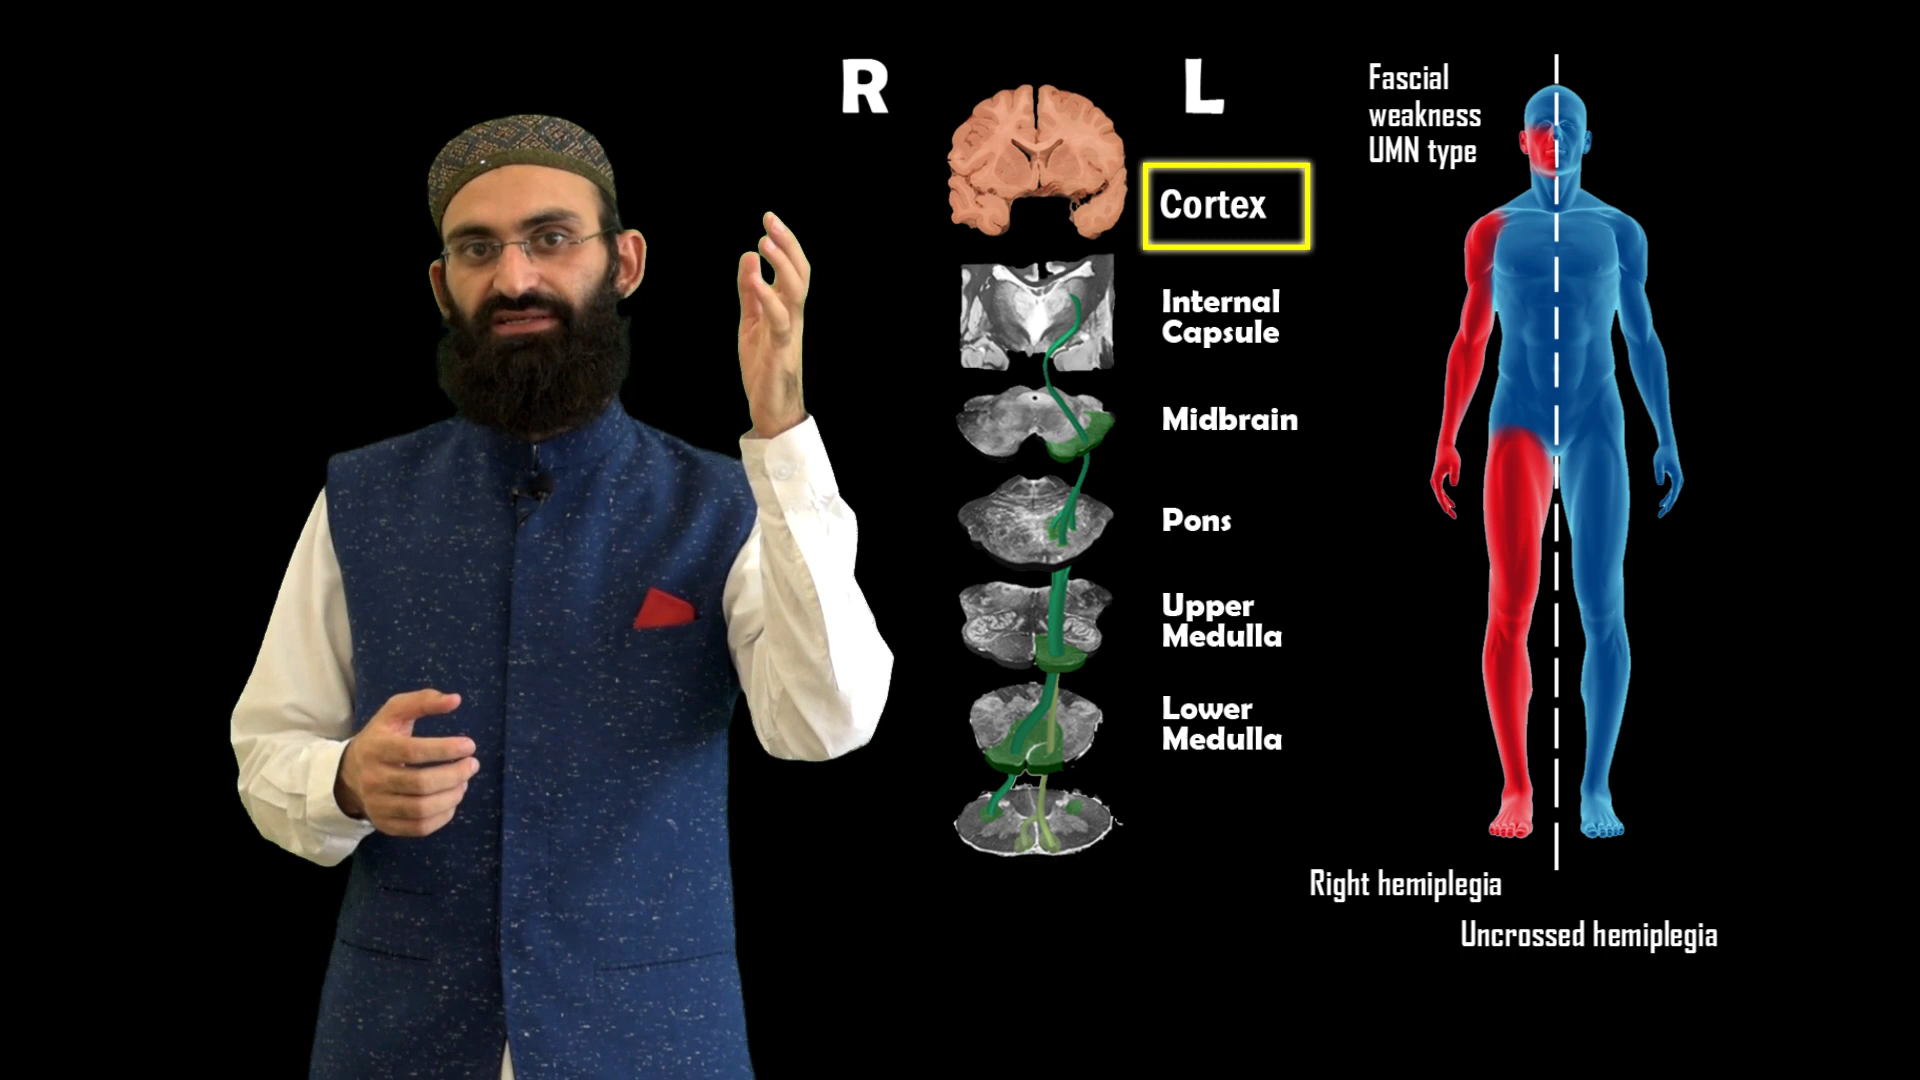 R
L
Fascial
weakness
UMN type
Cortex
Internal
Capsule
Midbrain
Pons
Upper
Medulla
Lower
Medulla
Right hemiplegia
Uncrossed hemiplegia